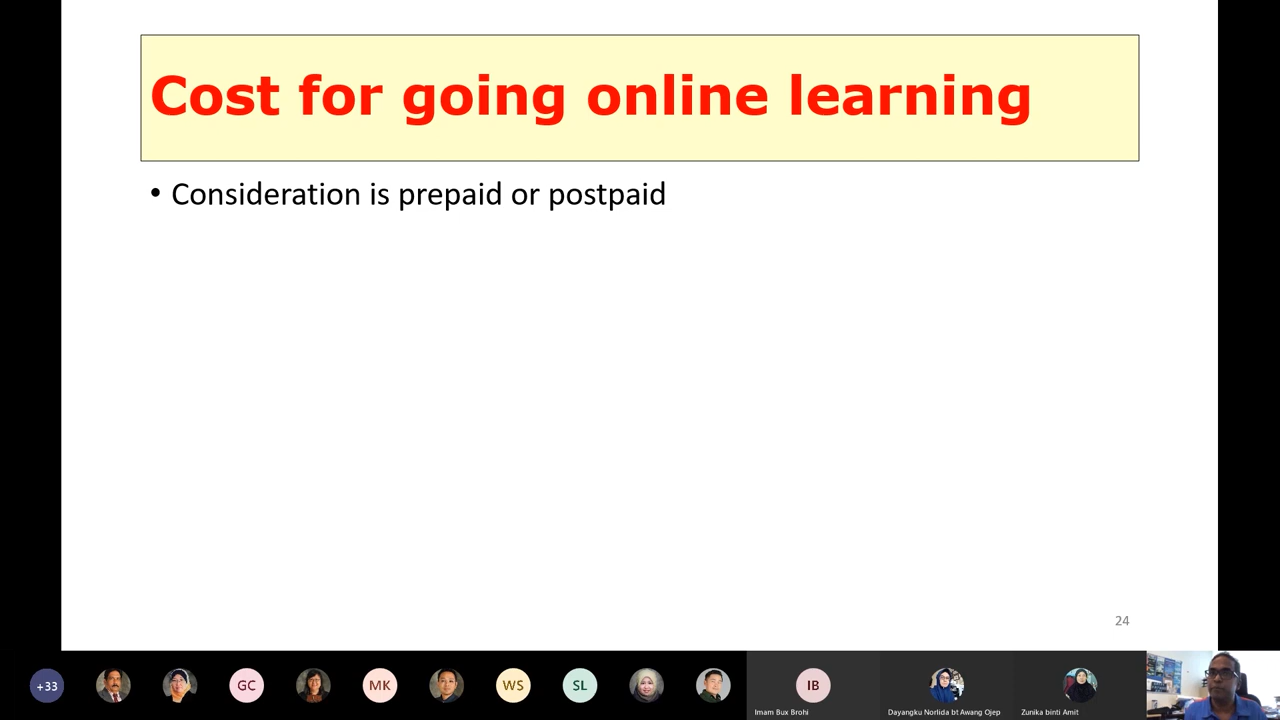 Cost for going online learning
• Consideration is prepaid or postpaid
24
+33
GC
MK
WS
SL
IB
Imam Bux Brohi
Dayangku Norlida bt Awang Ojep
Zunika binti Amit